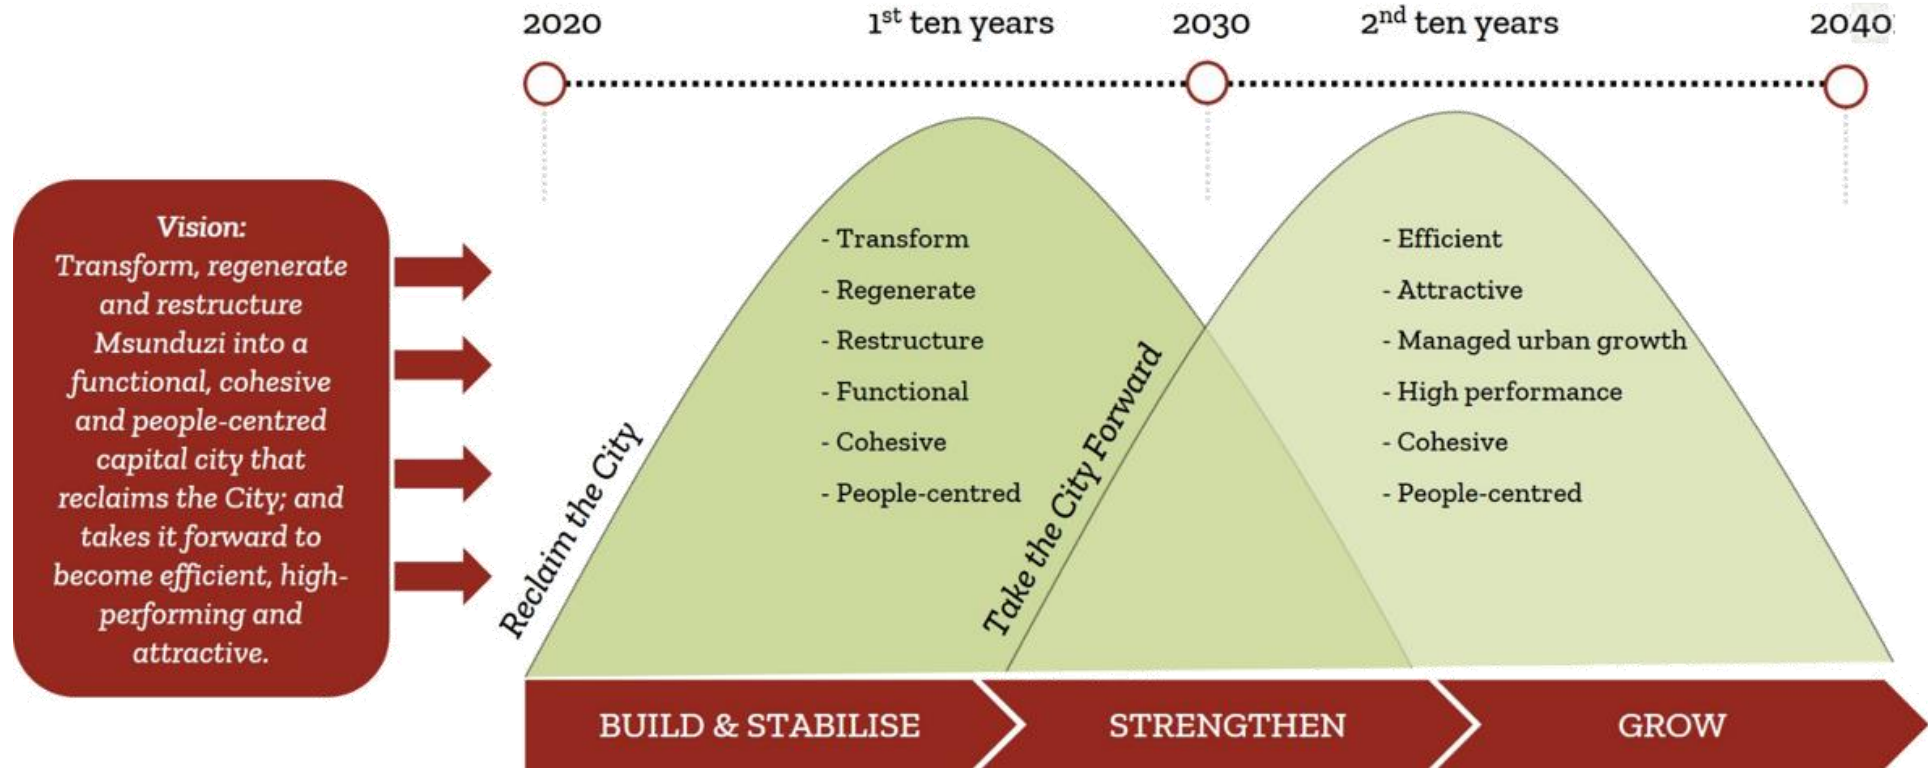 2020 1st ten years 2030 2nd ten years 2040
Vision:
Transform, regenerate
and restructure
Msunduzi into a
functional, cohesive
and people-centred
capital city that
reclaims the City; and
takes it forward to
become efficient, high-
performing and
attractive.
Reclaim the City
- Transform
- Regenerate
- Restructure
- Functional
- Cohesive
- People-centred
Take the City Forward
- Efficient
- Attractive
- Managed urban growth
- High performance
- Cohesive
- People-centred
BUILD & STABILISE STRENGTHEN GROW